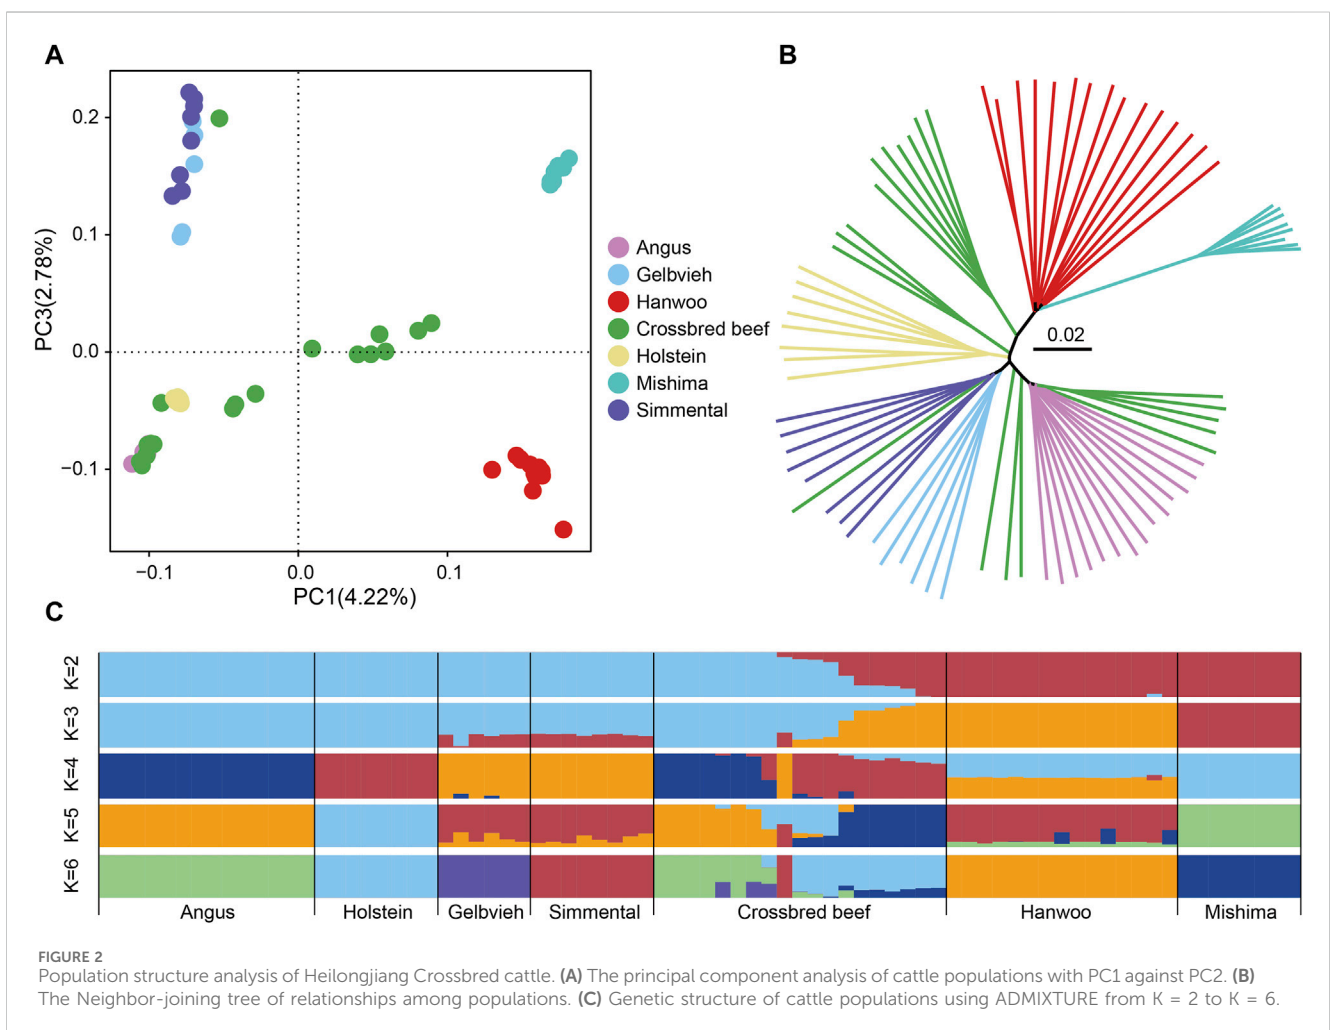 A
B
0.2
0.1
0.0
−0.1
PC3(2.78%)
−0.1
0.0
0.1
PC1(4.22%)
Angus
Gelbvieh
Hanwoo
Crossbred beef
Holstein
Mishima
Simmental
0.02
C
K=2
K=3
K=4
K=5
K=6
Angus
Holstein
Gelbvieh
Simmental
Crossbred beef
Hanwoo
Mishima
FIGURE 2
Population structure analysis of Heilongjiang Crossbred cattle. (A) The principal component analysis of cattle populations with PC1 against PC2. (B)
The Neighbor-joining tree of relationships among populations. (C) Genetic structure of cattle populations using ADMIXTURE from K = 2 to K = 6.